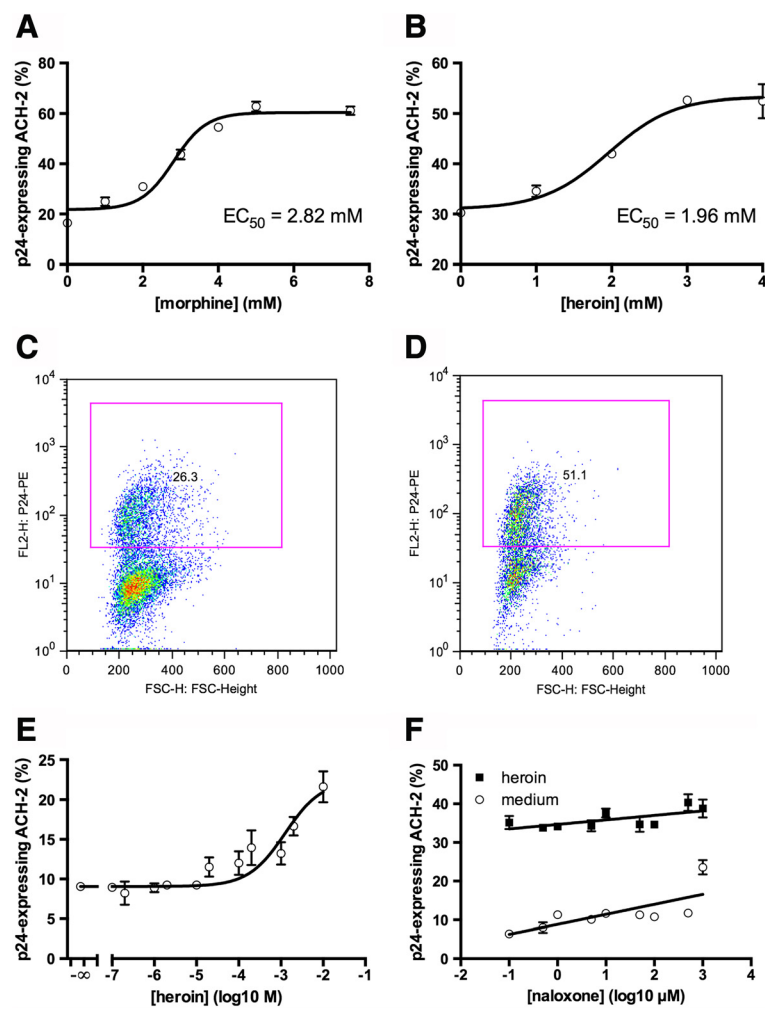 A
p24-expressing ACH-2 (%)
80
60
40
20
0
0 2 4 6 8
EC50 = 2.82 mM
[morphine] (mM)
B
p24-expressing ACH-2 (%)
60
50
40
30
20
0 1 2 3 4
EC50 = 1.96 mM
[heroin] (mM)
C
FL2-H: P24-PE
10^4
10^3
10^2
10^1
10^0
26.3
0 200 400 600 800 1000
FSC-H: FSC-Height
D
FL2-H: P24-PE
10^4
10^3
10^2
10^1
10^0
51.1
0 200 400 600 800 1000
FSC-H: FSC-Height
E
p24-expressing ACH-2 (%)
25
20
15
10
5
0
-∞ -7 -6 -5 -4 -3 -2 -1
[heroin] (log10 M)
F
p24-expressing ACH-2 (%)
50
40
30
20
10
0
heroin
medium
-2 -1 0 1 2 3 4
[naloxone] (log10 µM)